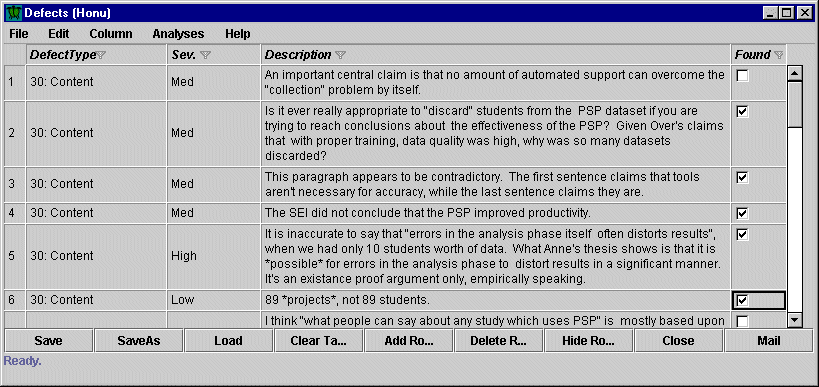 Defects (Honu)
File Edit Column Analyses Help
DefectType Sev. Description Found
1 30: Content Med An important central claim is that no amount of automated support can overcome the
"collection" problem by itself.
2 30: Content Med Is it ever really appropriate to "discard" students from the PSP dataset if you are
trying to reach conclusions about the effectiveness of the PSP? Given Over's claims
that with proper training, data quality was high, why was so many datasets
discarded?
3 30: Content Med This paragraph appears to be contradictory. The first sentence claims that tools
aren't necessary for accuracy, while the last sentence claims they are.
4 30: Content Med The SEI did not conclude that the PSP improved productivity.
5 30: Content High It is inaccurate to say that "errors in the analysis phase itself often distorts results",
when we had only 10 students worth of data. What Anne's thesis shows is that it is
*possible* for errors in the analysis phase to distort results in a significant manner.
It's an existance proof argument only, empirically speaking.
6 30: Content Low 89 *projects*, not 89 students.
I think "what people can say about any study which uses PSP" is mostly based upon
Save SaveAs Load Clear Ta... Add Ro... Delete R... Hide Ro... Close Mail
Ready.